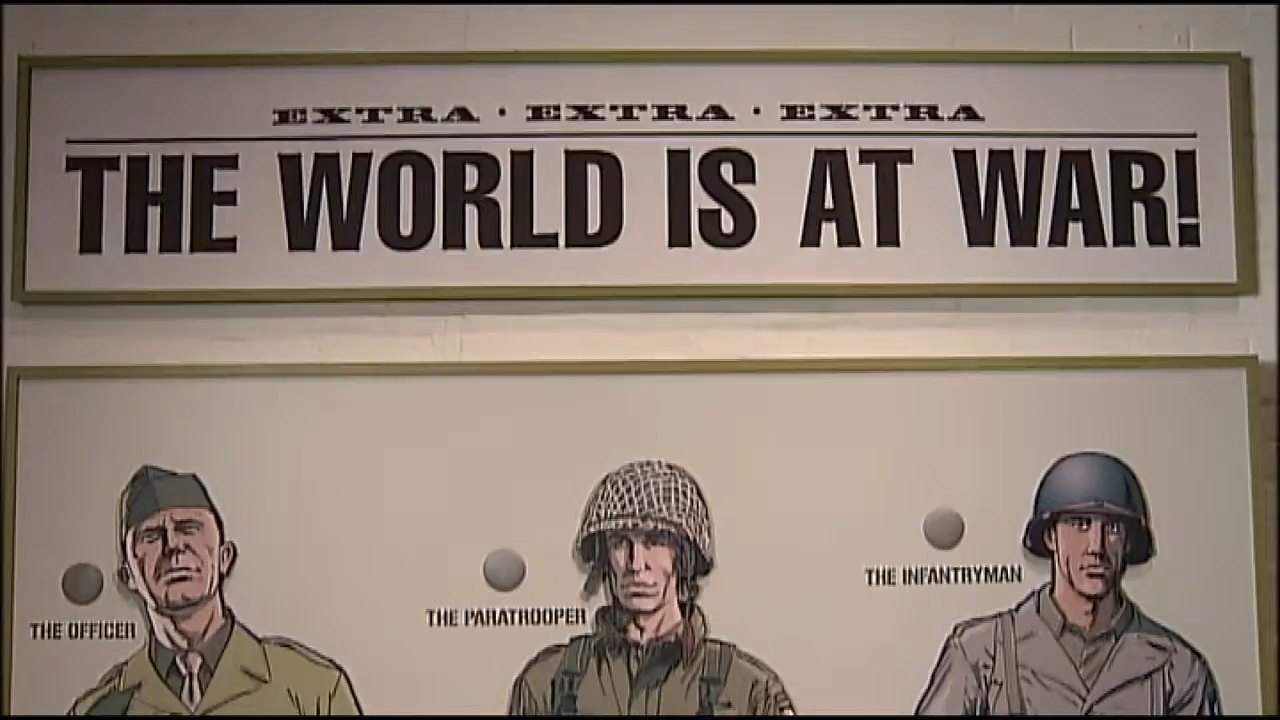 EXTRA · EXTRA · EXTRA
THE WORLD IS AT WAR!
THE OFFICER
THE PARATROOPER
THE INFANTRYMAN